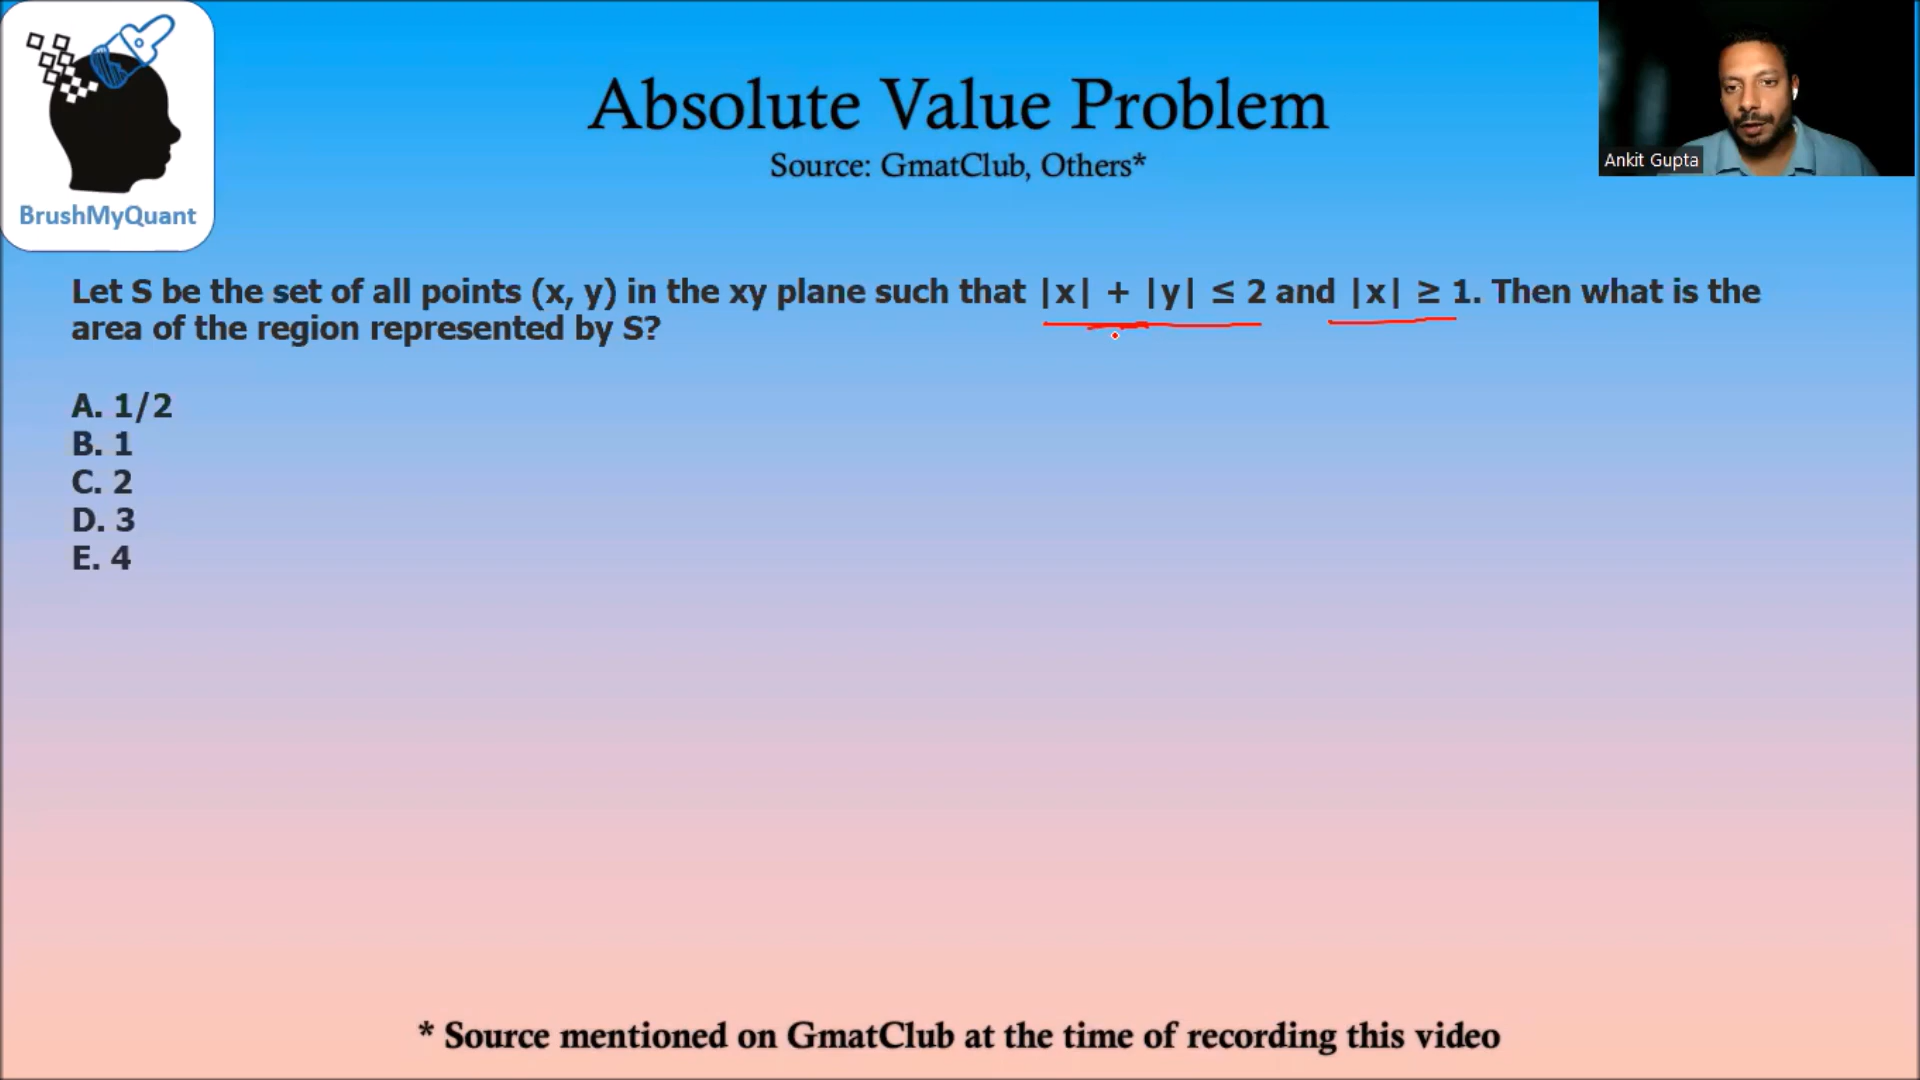 BrushMyQuant
Absolute Value Problem
Source: GmatClub, Others*
Ankit Gupta
Let S be the set of all points (x, y) in the xy plane such that |x| + |y| ≤ 2 and |x| ≥ 1. Then what is the
area of the region represented by S?
A. 1/2
B. 1
C. 2
D. 3
E. 4
* Source mentioned on GmatClub at the time of recording this video